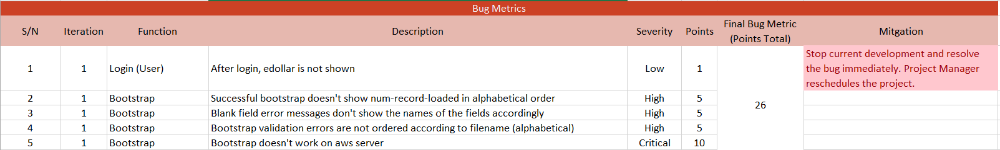 Bug Metrics
S/N Iteration Function Description Severity Points Final Bug Metric (Points Total) Mitgation
1 1 Login (User) After login, edollar is not shown Low 1 26 Stop current development and resolve
the bug immediately. Project Manager
reschedules the project.
2 1 Bootstrap Successful bootstrap doesn't show num-record-loaded in alphabetical order High 5
3 1 Bootstrap Blank field error messages don't show the names of the fields accordingly High 5
4 1 Bootstrap Bootstrap validation errors are not ordered according to filename (alphabetical) High 5
5 1 Bootstrap Bootstrap doesn't work on aws server Critical 10